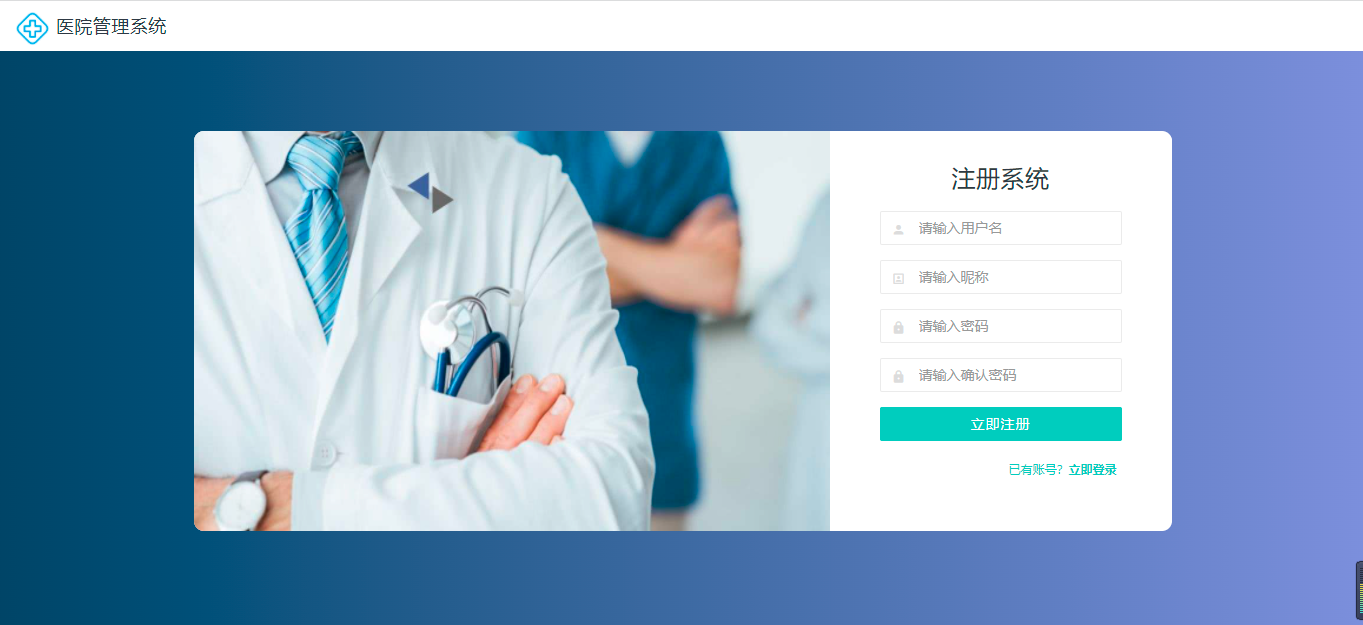 医院管理系统
注册系统
请输入用户名
请输入昵称
请输入密码
请输入确认密码
立即注册
已有账号? 立即登录